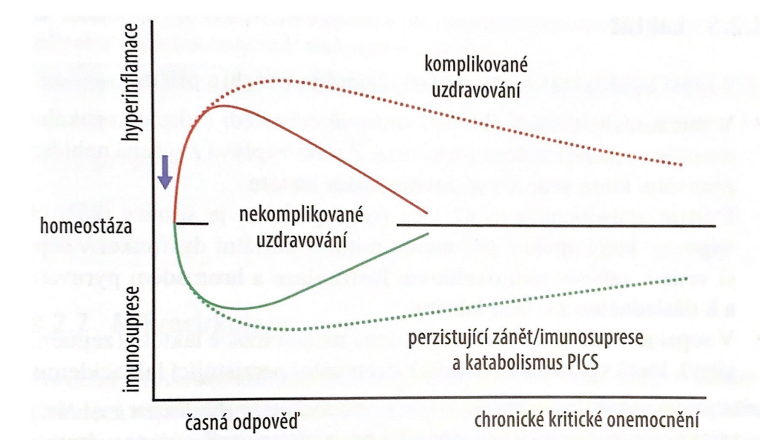 hyperinflamace
komplikované
uzdravování
homeostáza
nekomplikované
uzdravování
imunosuprese
perzistující zánět/imunosuprese
a katabolismus PICS
časná odpověď
chronické kritické onemocnění